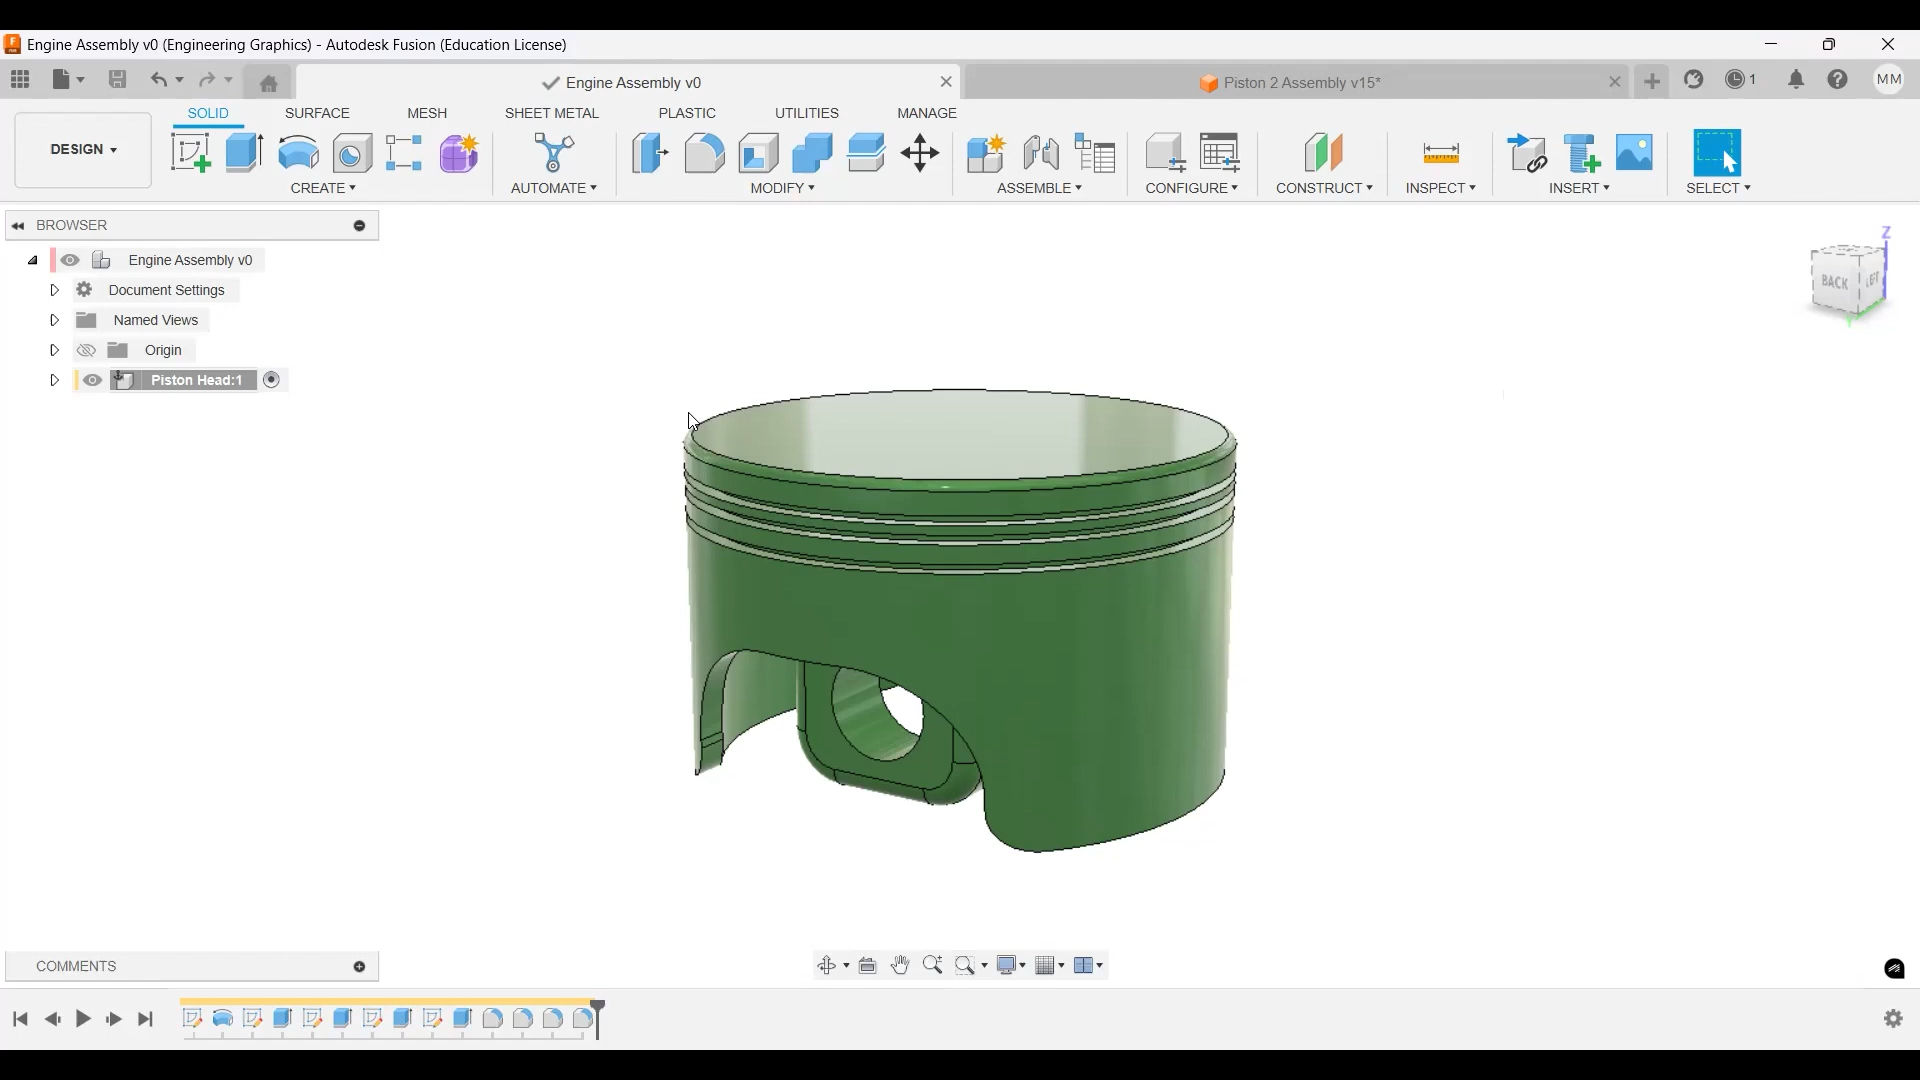 Engine Assembly v0 (Engineering Graphics) - Autodesk Fusion (Education License)
Engine Assembly v0
Piston 2 Assembly v15*
1
MM
DESIGN
SOLID
SURFACE
MESH
SHEET METAL
PLASTIC
UTILITIES
MANAGE
CREATE
AUTOMATE
MODIFY
ASSEMBLE
CONFIGURE
CONSTRUCT
INSPECT
INSERT
SELECT
BROWSER
Engine Assembly v0
Document Settings
Named Views
Origin
Piston Head:1
Z
BACK
LEFT
Y
COMMENTS